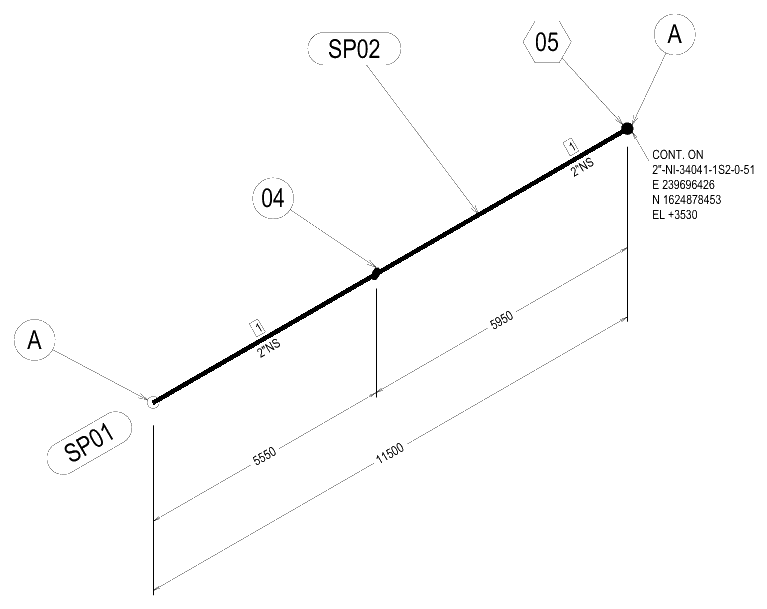 05
A
SP02
CONT. ON
2"-NI-34041-1S2-0-51
E 239696426
N 1624878453
EL +3530
1
2"NS
04
1
2"NS
A
SP01
5950
5550
11500